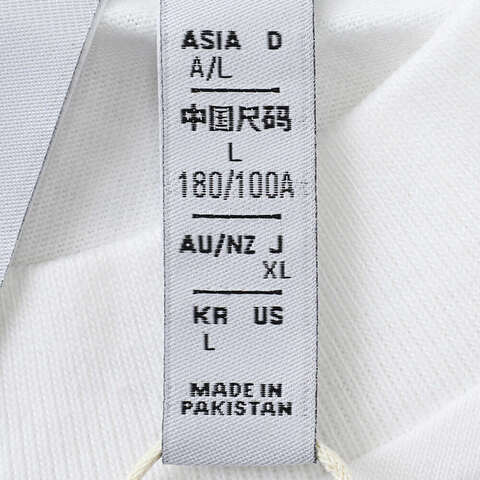 ASIA D
A/L
中国尺码
L
180/100A
AU/NZ J
XL
KR US
L
MADE IN
PAKISTAN